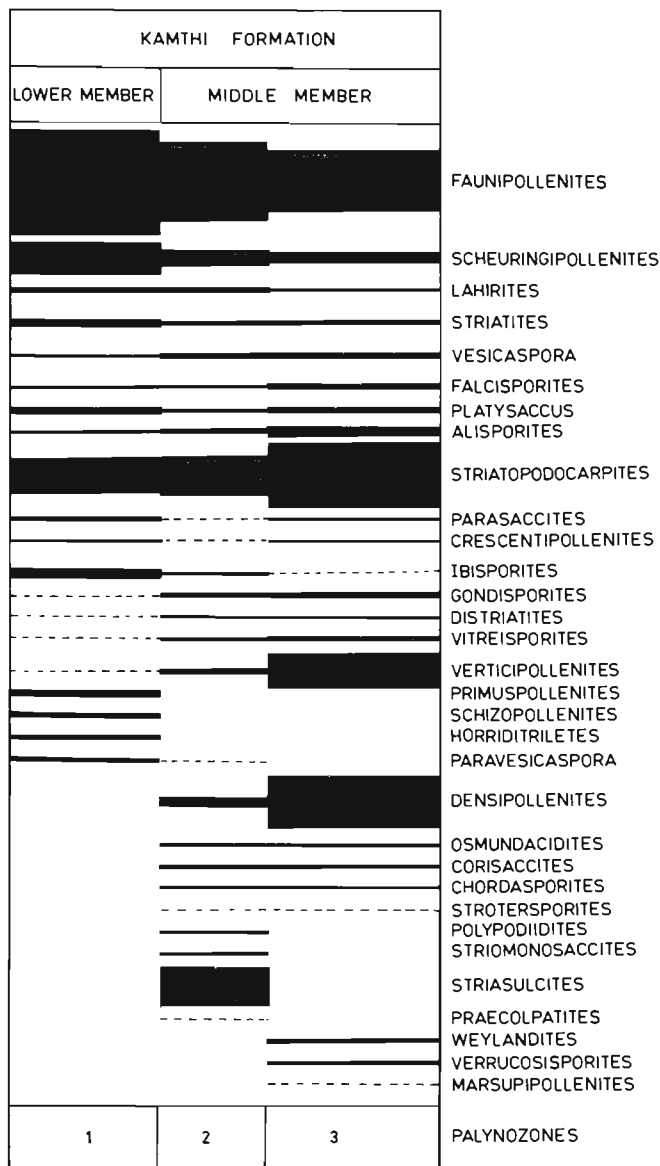 KAMTHI FORMATION
LOWER MEMBER MIDDLE MEMBER
FAUNIPOLLENITES
SCHEURINGIPOLLENITES
LAHIRITES
STRIATITES
VESICASPORA
FALCISPORITES
PLATYSACCUS
ALISPORITES
STRIATOPODOCARPITES
PARASACCITES
CRESCENTIPOLLENITES
IBISPORITES
GONDISPORITES
DISTRIATITES
VITREISPORITES
VERTICIPOLLENITES
PRIMUSPOLLENITES
SCHIZOPOLLENITES
HORRIDITRILETES
PARAVESICASPORA
DENSIPOLLENITES
OSMUNDACIDITES
CORISACCITES
CHORDASPORITES
STROTERSPORITES
POLYPODIIDITES
STRIOMONOSACCITES
STRIASULCITES
PRAECOLPATITES
WEYLANDITES
VERRUCOSISPORITES
MARSUPIPOLLENITES
1 2 3 PALYNOZONES